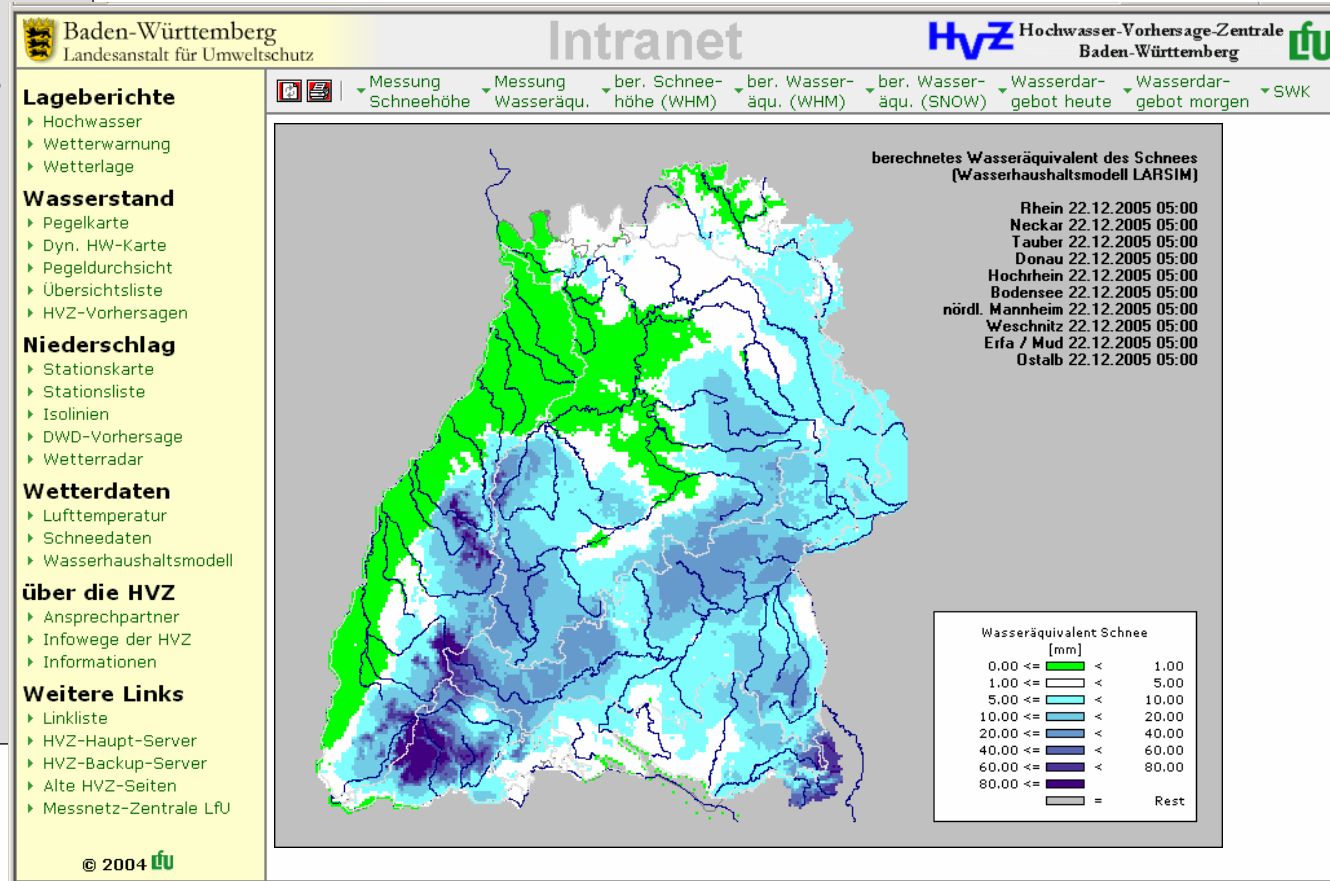 Baden-Württemberg
Landesanstalt für Umweltschutz
Intranet
HVZ Hochwasser-Vorhersage-Zentrale
Baden-Württemberg
LfU
Lageberichte
Hochwasser
Wetterwarnung
Wetterlage
Wasserstand
Pegelkarte
Dyn. HW-Karte
Pegeldurchsicht
Übersichtsliste
HVZ-Vorhersagen
Niederschlag
Stationskarte
Stationsliste
Isolinien
DWD-Vorhersage
Wetterradar
Wetterdaten
Lufttemperatur
Schneedaten
Wasserhaushaltsmodell
über die HVZ
Ansprechpartner
Infowege der HVZ
Informationen
Weitere Links
Linkliste
HVZ-Haupt-Server
HVZ-Backup-Server
Alte HVZ-Seiten
Messnetz-Zentrale LfU
© 2004 LfU
Messung
Schneehöhe
Messung
Wasseräqu.
ber. Schnee-
höhe (WHM)
ber. Wasser-
äqu. (WHM)
ber. Wasser-
äqu. (SNOW)
Wasserdar-
gebot heute
Wasserdar-
gebot morgen
SWK
berechnetes Wasseräquivalent des Schnees
(Wasserhaushaltsmodell LARSIM)
Rhein 22.12.2005 05:00
Neckar 22.12.2005 05:00
Tauber 22.12.2005 05:00
Donau 22.12.2005 05:00
Hochrhein 22.12.2005 05:00
Bodensee 22.12.2005 05:00
nördl. Mannheim 22.12.2005 05:00
Weschnitz 22.12.2005 05:00
Erfa / Mud 22.12.2005 05:00
Ostalb 22.12.2005 05:00
Wasseräquivalent Schnee
[mm]
0.00 <= < 1.00
1.00 <= < 5.00
5.00 <= < 10.00
10.00 <= < 20.00
20.00 <= < 40.00
40.00 <= < 60.00
60.00 <= < 80.00
80.00 <=
= Rest